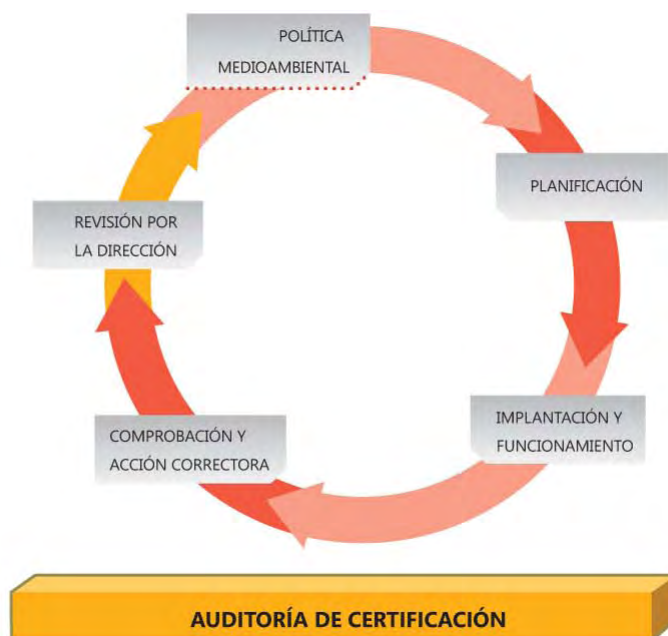 POLÍTICA
MEDIOAMBIENTAL
PLANIFICACIÓN
IMPLANTACIÓN Y
FUNCIONAMIENTO
COMPROBACIÓN Y
ACCIÓN CORRECTORA
REVISIÓN POR
LA DIRECCIÓN
AUDITORÍA DE CERTIFICACIÓN